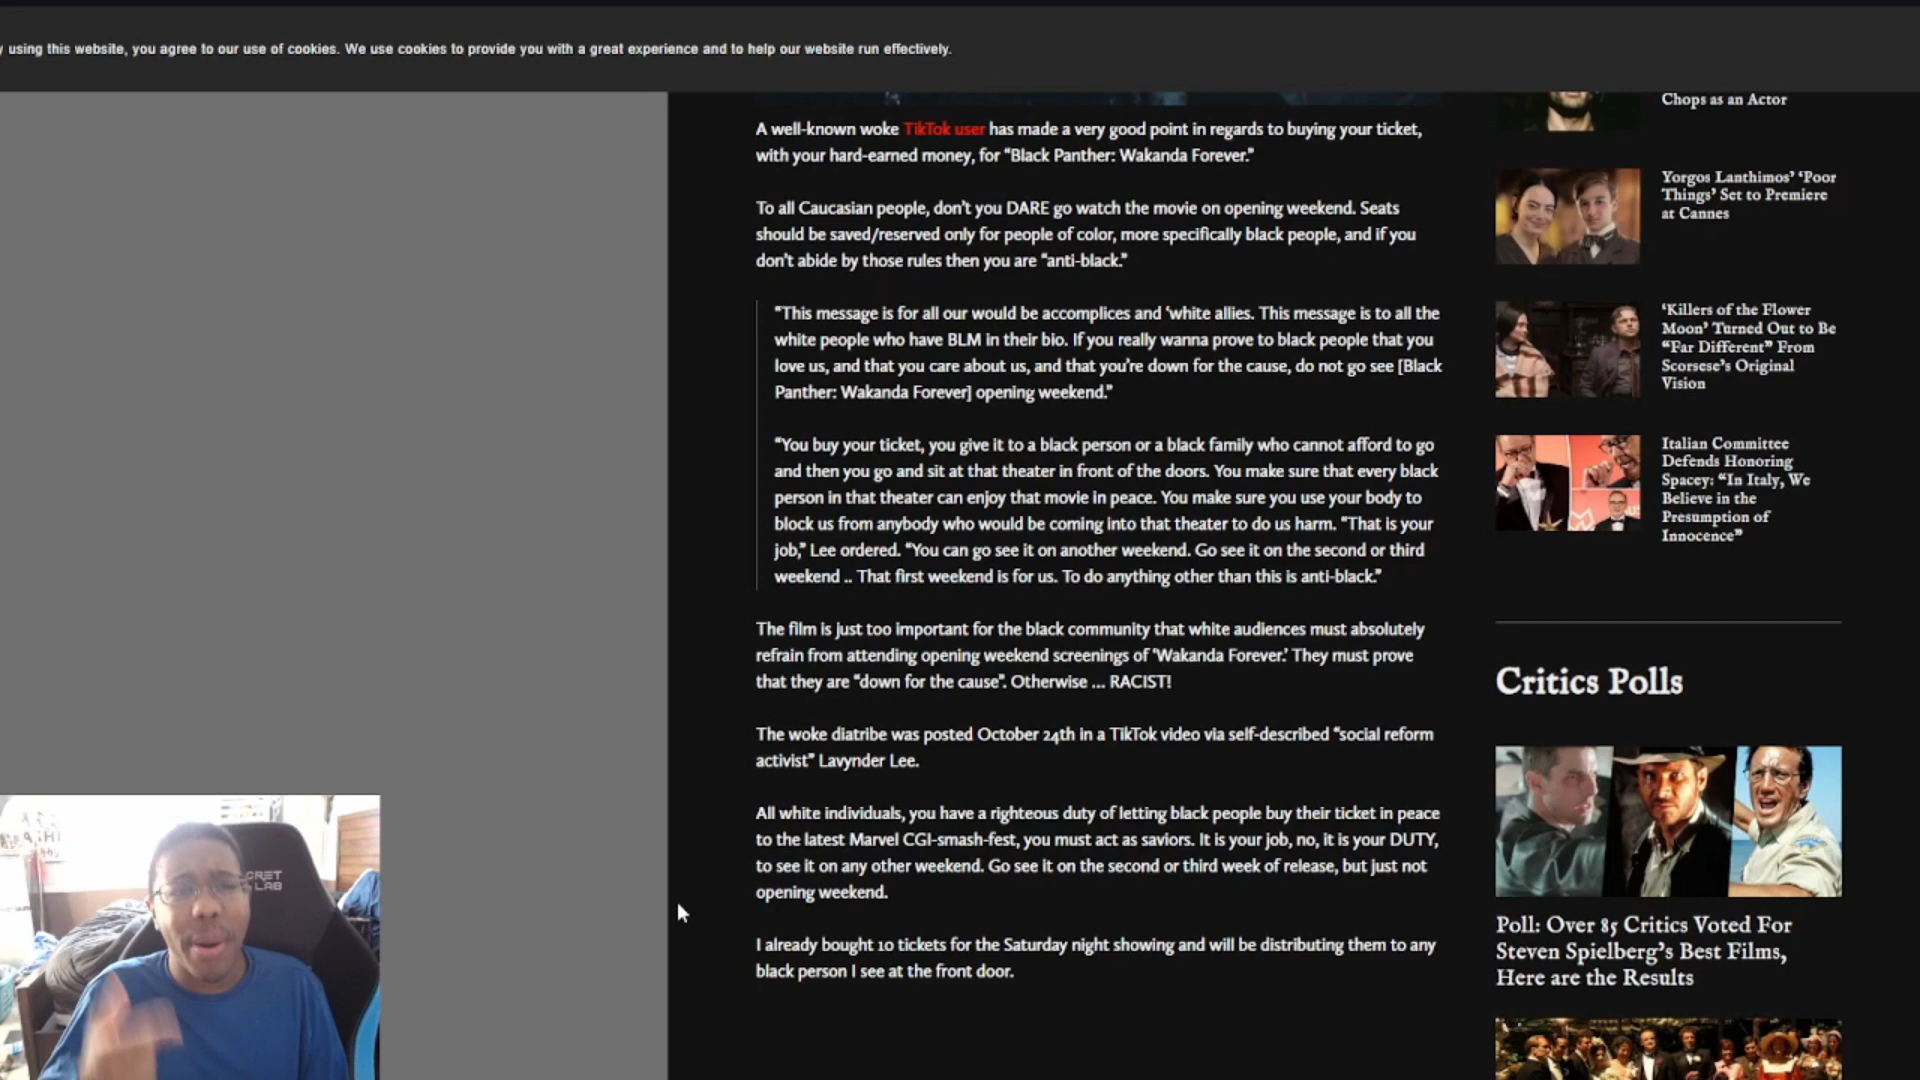 y using this website, you agree to our use of cookies. We use cookies to provide you with a great experience and to help our website run effectively.
A well-known woke TikTok user has made a very good point in regards to buying your ticket,
with your hard-earned money, for “Black Panther: Wakanda Forever.”
To all Caucasian people, don’t you DARE go watch the movie on opening weekend. Seats
should be saved/reserved only for people of color, more specifically black people, and if you
don’t abide by those rules then you are “anti-black.”
“This message is for all our would be accomplices and ‘white allies. This message is to all the
white people who have BLM in their bio. If you really wanna prove to black people that you
love us, and that you care about us, and that you’re down for the cause, do not go see [Black
Panther: Wakanda Forever] opening weekend.”
“You buy your ticket, you give it to a black person or a black family who cannot afford to go
and then you go and sit at that theater in front of the doors. You make sure that every black
person in that theater can enjoy that movie in peace. You make sure you use your body to
block us from anybody who would be coming into that theater to do us harm. “That is your
job,” Lee ordered. “You can go see it on another weekend. Go see it on the second or third
weekend .. That first weekend is for us. To do anything other than this is anti-black.”
The film is just too important for the black community that white audiences must absolutely
refrain from attending opening weekend screenings of ‘Wakanda Forever.’ They must prove
that they are “down for the cause”. Otherwise ... RACIST!
The woke diatribe was posted October 24th in a TikTok video via self-described “social reform
activist” Lavynder Lee.
All white individuals, you have a righteous duty of letting black people buy their ticket in peace
to the latest Marvel CGI-smash-fest, you must act as saviors. It is your job, no, it is your DUTY,
to see it on any other weekend. Go see it on the second or third week of release, but just not
opening weekend.
I already bought 10 tickets for the Saturday night showing and will be distributing them to any
black person I see at the front door.
Chops as an Actor
Yorgos Lanthimos’ ‘Poor
Things’ Set to Premiere
at Cannes
‘Killers of the Flower
Moon’ Turned Out to Be
“Far Different” From
Scorsese’s Original
Vision
Italian Committee
Defends Honoring
Spacey: “In Italy, We
Believe in the
Presumption of
Innocence”
Critics Polls
Poll: Over 85 Critics Voted For
Steven Spielberg’s Best Films,
Here are the Results
CRET
LAB